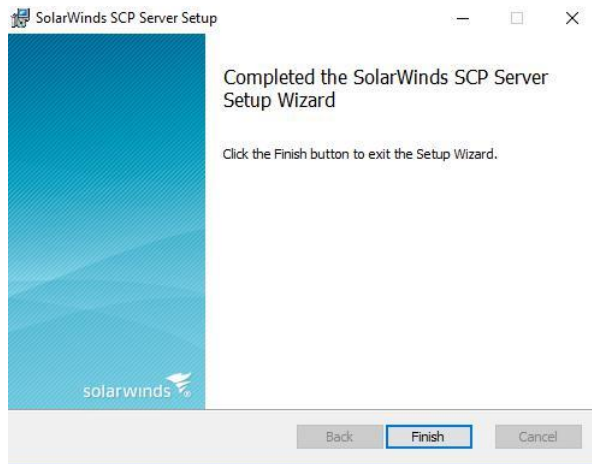 SolarWinds SCP Server Setup
Completed the SolarWinds SCP Server
Setup Wizard
Click the Finish button to exit the Setup Wizard.
solarwinds
Back Finish Cancel